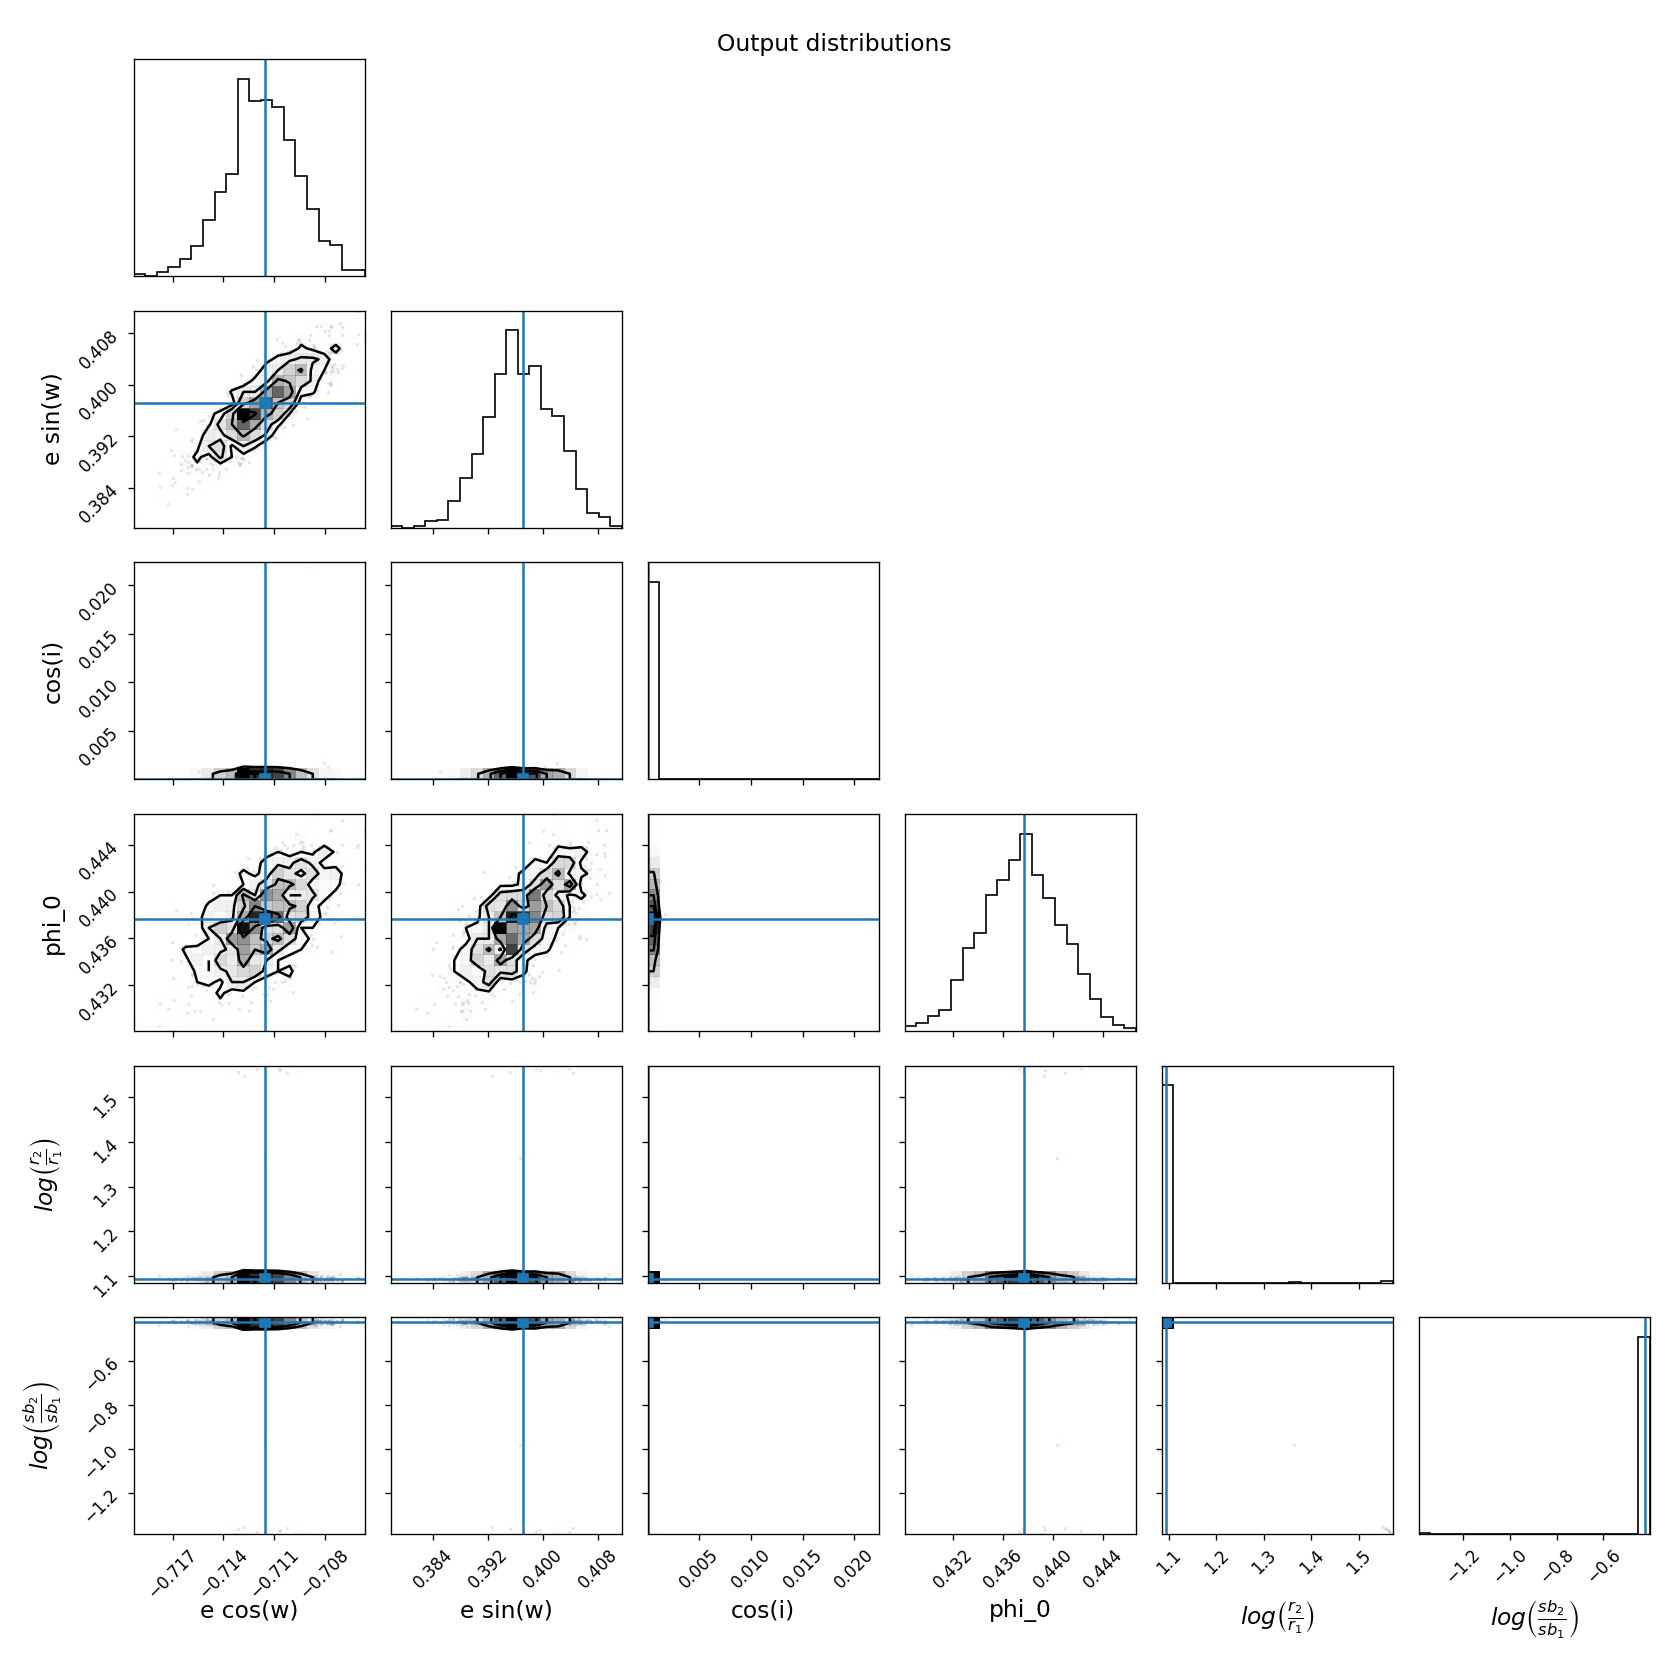 Output distributions
e sin(w)
0.408
0.400
0.392
0.384
cos(i)
0.020
0.015
0.010
0.005
phi_0
0.444
0.440
0.436
0.432
log(r₂/r₁)
1.5
1.4
1.3
1.2
1.1
log(sb₂/sb₁)
−0.6
−0.8
−1.0
−1.2
−0.717 −0.714 −0.711 −0.708 0.384 0.392 0.400 0.408 0.005 0.010 0.015 0.020 0.432 0.436 0.440 0.444 1.1 1.2 1.3 1.4 1.5 −1.2 −1.0 −0.8 −0.6
e cos(w) e sin(w) cos(i) phi_0 log(r₂/r₁) log(sb₂/sb₁)